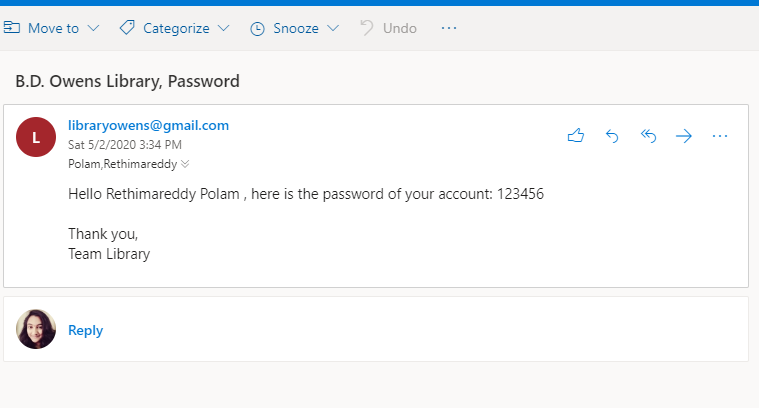 Move to Categorize Snooze Undo ...
B.D. Owens Library, Password
L
libraryowens@gmail.com
Sat 5/2/2020 3:34 PM
Polam,Rethimareddy
Hello Rethimareddy Polam , here is the password of your account: 123456
Thank you,
Team Library
Reply